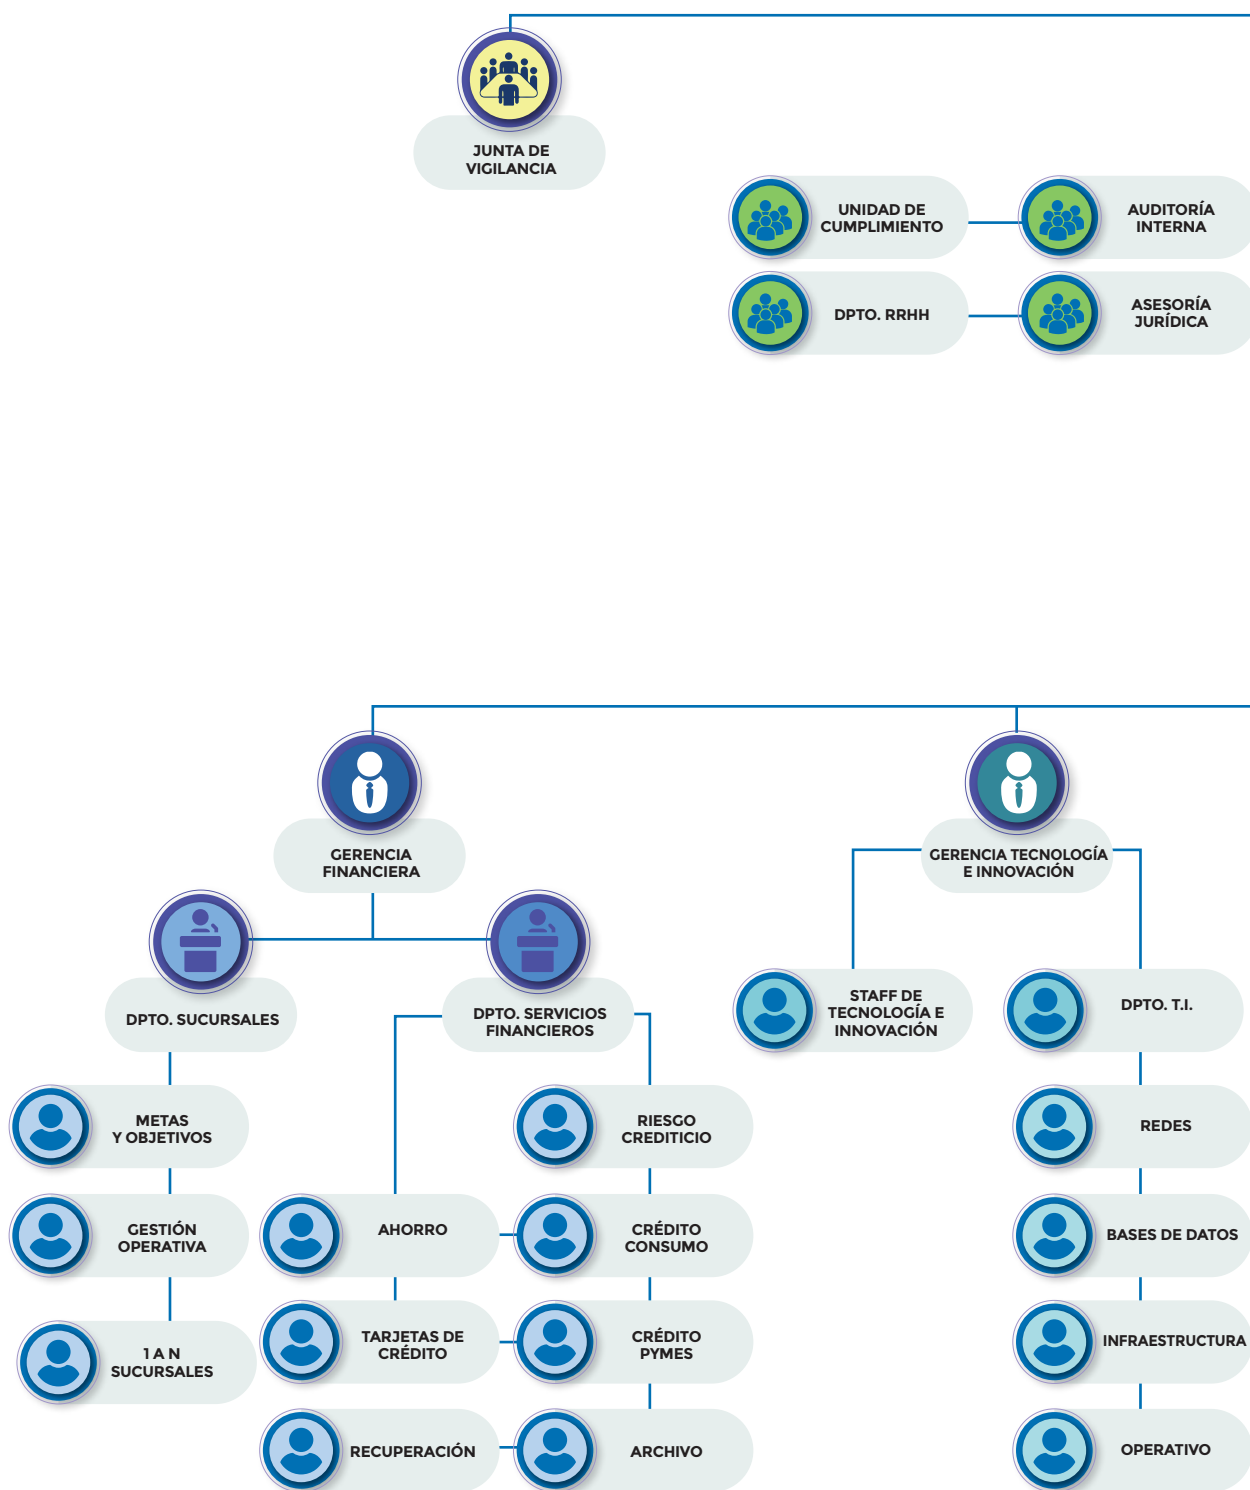 JUNTA DE
VIGILANCIA
UNIDAD DE
CUMPLIMIENTO
AUDITORÍA
INTERNA
DPTO. RRHH
ASESORÍA
JURÍDICA
GERENCIA
FINANCIERA
GERENCIA TECNOLOGÍA
E INNOVACIÓN
DPTO. SUCURSALES
DPTO. SERVICIOS
FINANCIEROS
STAFF DE
TECNOLOGÍA E
INNOVACIÓN
DPTO. T.I.
METAS
Y OBJETIVOS
RIESGO
CREDITICIO
REDES
GESTIÓN
OPERATIVA
AHORRO
CRÉDITO
CONSUMO
BASES DE DATOS
1 A N
SUCURSALES
TARJETAS DE
CRÉDITO
CRÉDITO
PYMES
INFRAESTRUCTURA
RECUPERACIÓN
ARCHIVO
OPERATIVO